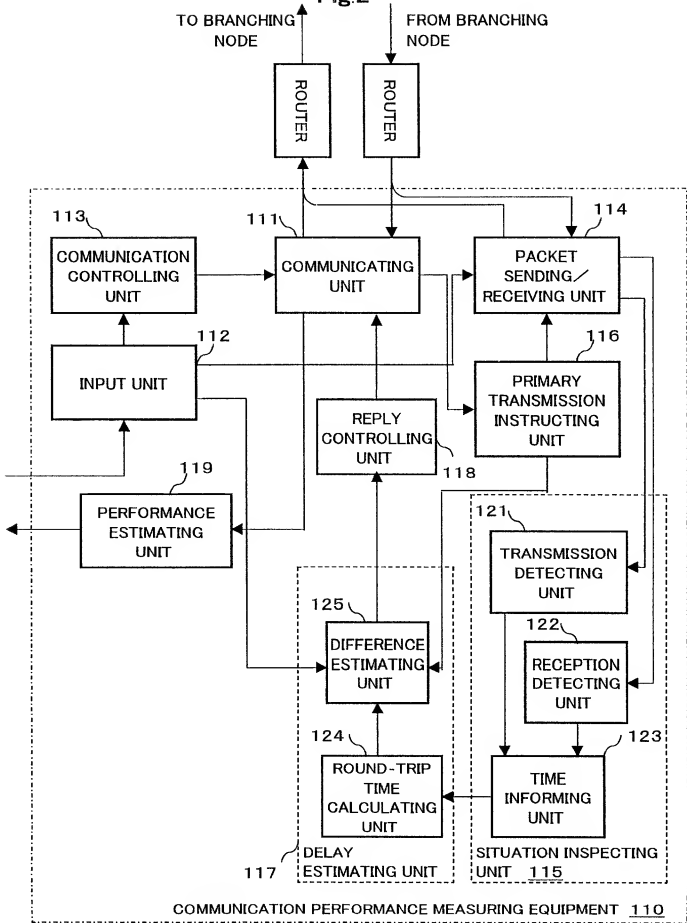 Fig.2
TO BRANCHING
NODE
FROM BRANCHING
NODE
ROUTER
ROUTER
113
COMMUNICATION
CONTROLLING
UNIT
111
COMMUNICATING
UNIT
114
PACKET
SENDING/
RECEIVING UNIT
112
INPUT UNIT
116
PRIMARY
TRANSMISSION
INSTRUCTING
UNIT
REPLY
CONTROLLING
UNIT
118
119
PERFORMANCE
ESTIMATING
UNIT
121
TRANSMISSION
DETECTING
UNIT
125
DIFFERENCE
ESTIMATING
UNIT
122
RECEPTION
DETECTING
UNIT
124
ROUND-TRIP
TIME
CALCULATING
UNIT
123
TIME
INFORMING
UNIT
117
DELAY
ESTIMATING UNIT
SITUATION INSPECTING
UNIT 115
COMMUNICATION PERFORMANCE MEASURING EQUIPMENT 110